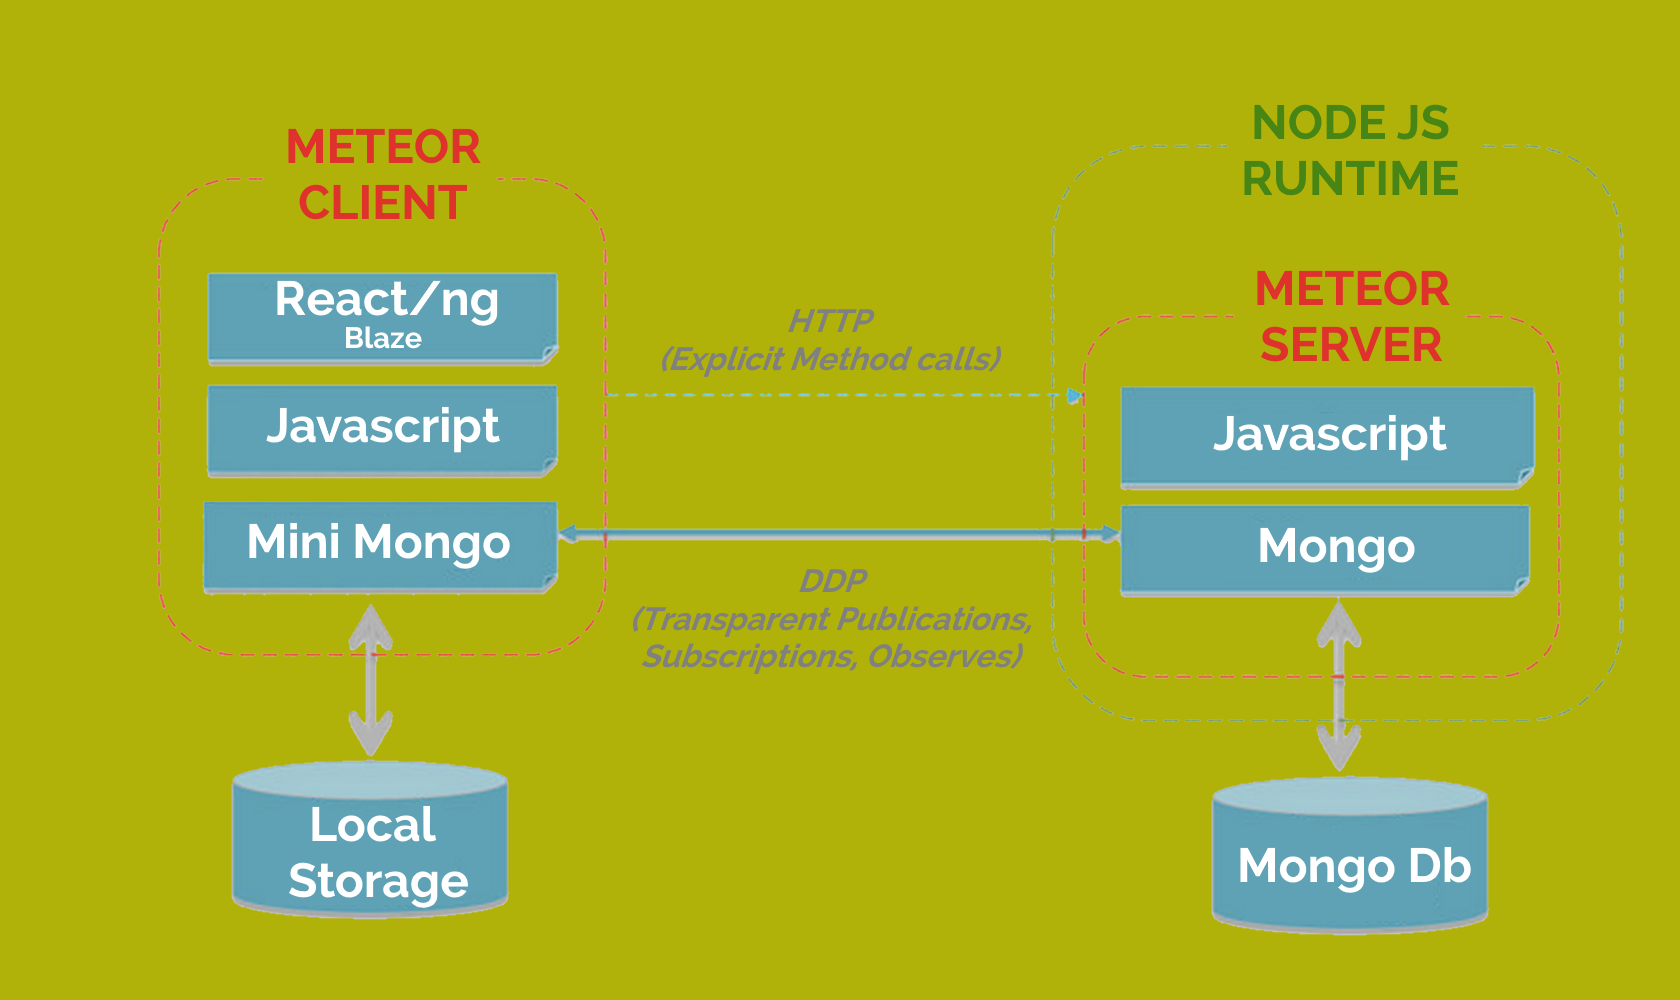 METEOR
CLIENT
React/ng
Blaze
Javascript
Mini Mongo
Local
Storage
HTTP
(Explicit Method calls)
DDP
(Transparent Publications,
Subscriptions, Observes)
NODE JS
RUNTIME
METEOR
SERVER
Javascript
Mongo
Mongo Db